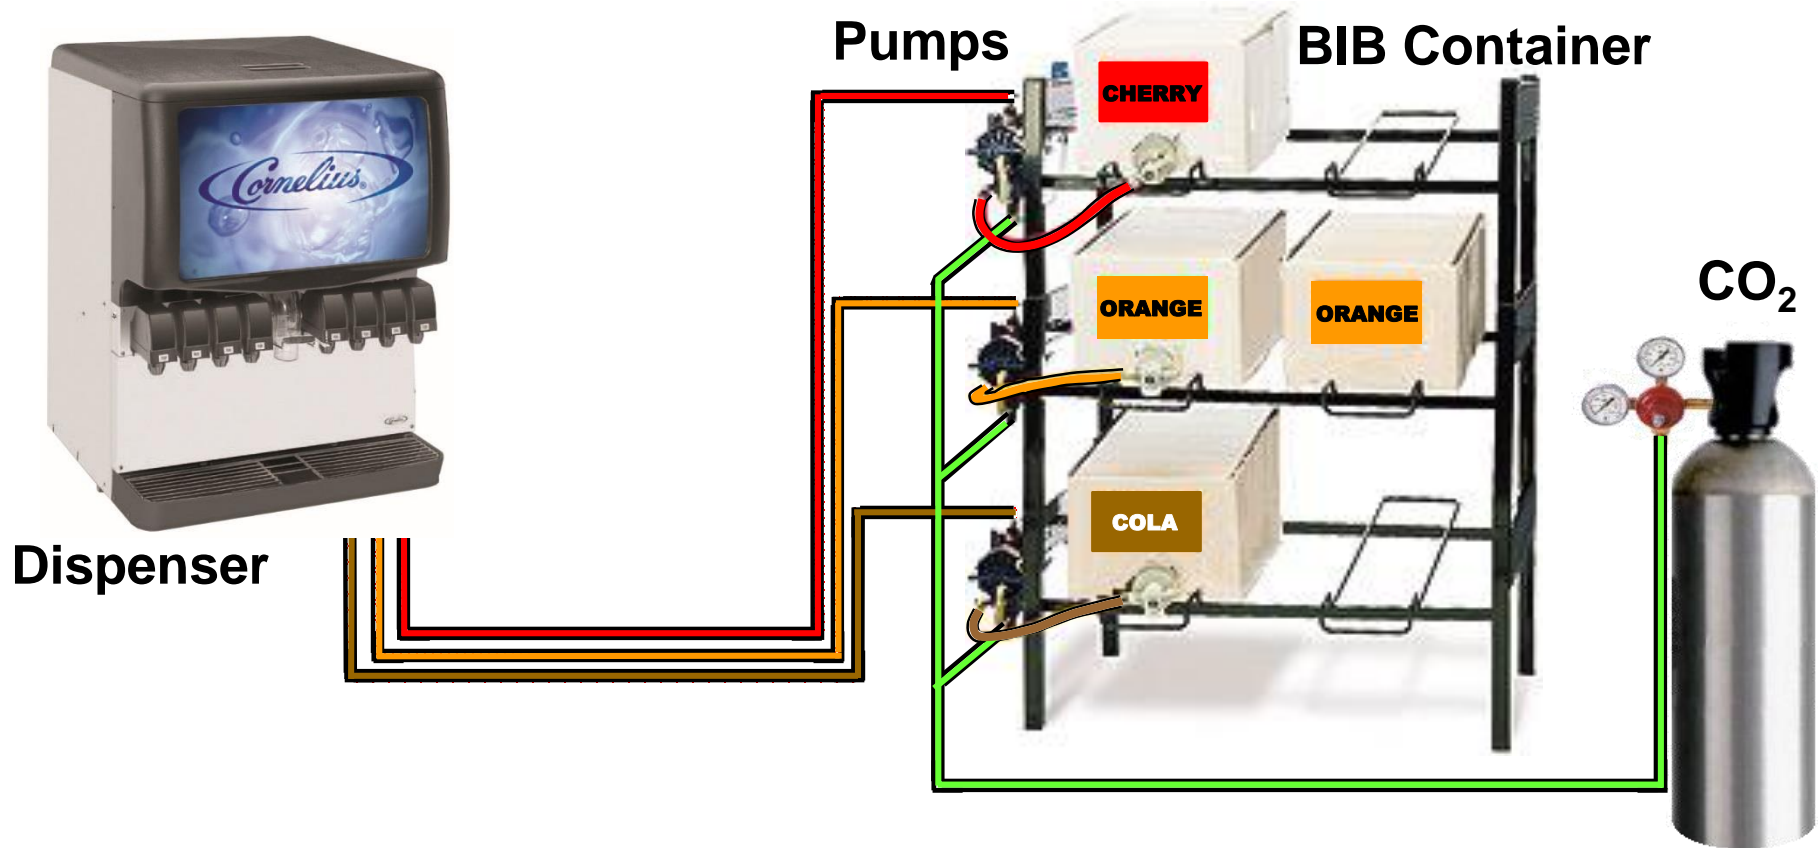 Pumps
BIB Container
CHERRY
Cornelius
ORANGE
ORANGE
CO₂
COLA
Dispenser